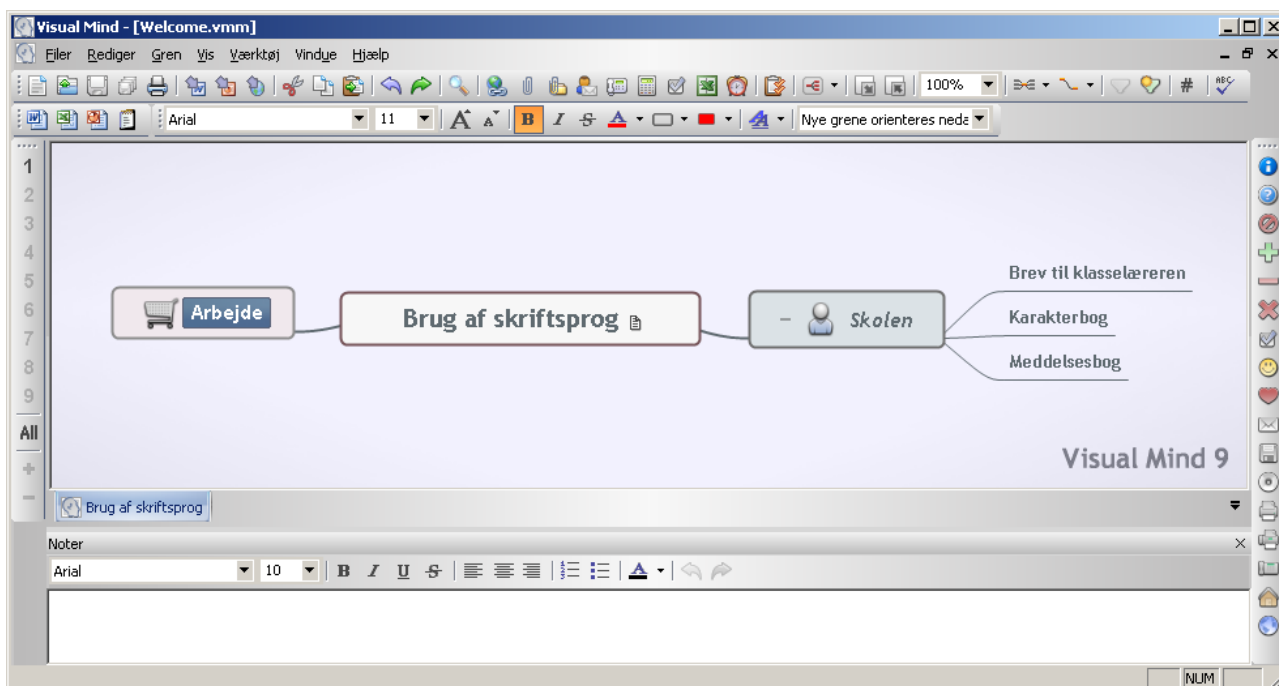 Visual Mind - [Welcome.vmm]
Filer Rediger Gren Vis Værktøj Vindue Hjælp
100% # ABC
Arial 11 A A B I S A A Nye grene orienteres neda
1
2
3
4
5
6
7
8
9
All
Arbejde
Brug af skriftsprog
Skolen
Brev til klasselæreren
Karakterbog
Meddelsesbog
Visual Mind 9
Brug af skriftsprog
Noter
Arial 10 B I U S A
NUM